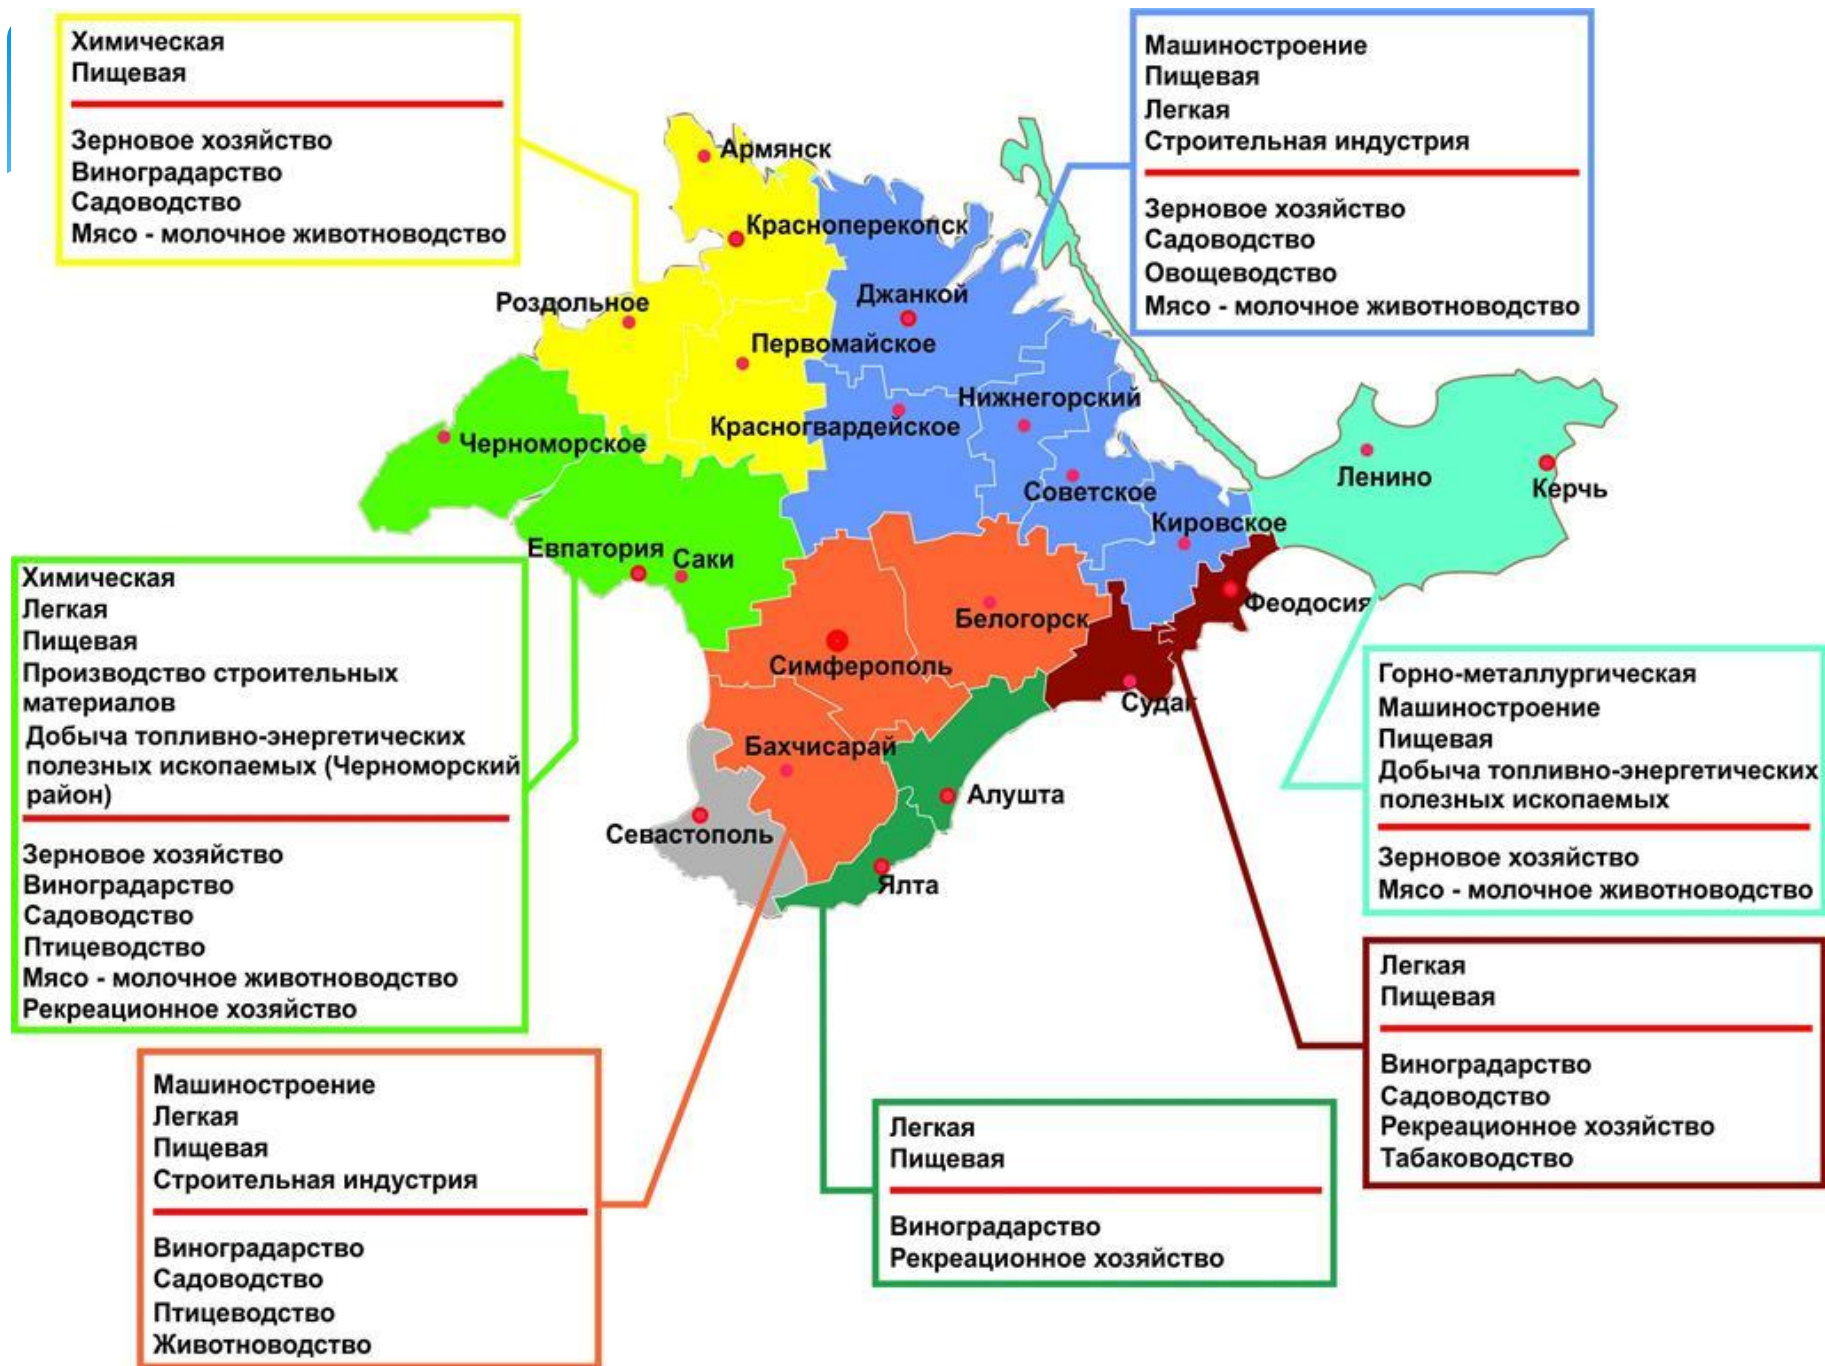 Химическая
Пищевая
Зерновое хозяйство
Виноградарство
Садоводство
Мясо - молочное животноводство
Машиностроение
Пищевая
Легкая
Строительная индустрия
Зерновое хозяйство
Садоводство
Овощеводство
Мясо - молочное животноводство
Армянск
Красноперекопск
Джанкой
Роздольное
Первомайское
Нижнегорский
Красногвардейское
Черноморское
Ленино
Керчь
Советское
Кировское
Евпатория
Саки
Феодосия
Белогорск
Симферополь
Судак
Бахчисарай
Алушта
Севастополь
Ялта
Химическая
Легкая
Пищевая
Производство строительных
материалов
Добыча топливно-энергетических
полезных ископаемых (Черноморский
район)
Зерновое хозяйство
Виноградарство
Садоводство
Птицеводство
Мясо - молочное животноводство
Рекреационное хозяйство
Горно-металлургическая
Машиностроение
Пищевая
Добыча топливно-энергетических
полезных ископаемых
Зерновое хозяйство
Мясо - молочное животноводство
Легкая
Пищевая
Виноградарство
Садоводство
Рекреационное хозяйство
Табаководство
Машиностроение
Легкая
Пищевая
Строительная индустрия
Виноградарство
Садоводство
Птицеводство
Животноводство
Легкая
Пищевая
Виноградарство
Рекреационное хозяйство